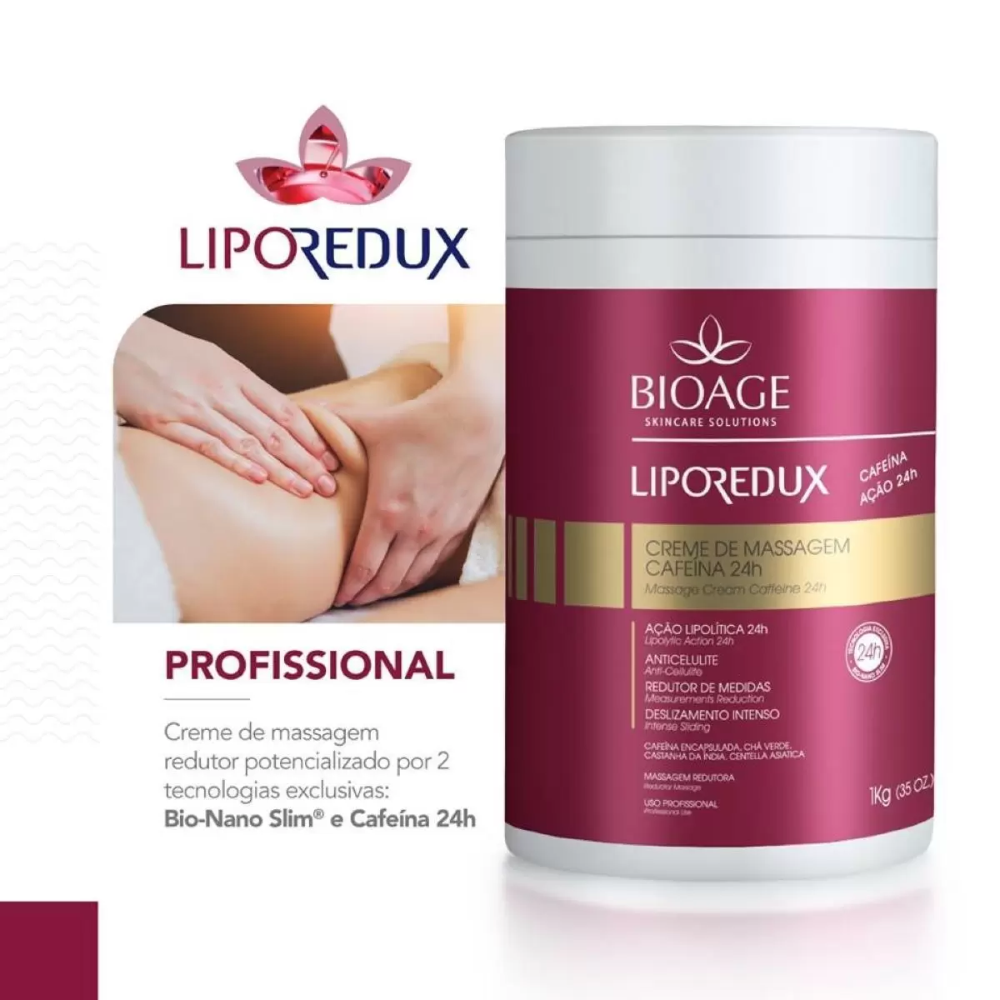 LIPOREDUX
PROFISSIONAL
Creme de massagem
redutor potencializado por 2
tecnologias exclusivas:
Bio-Nano Slim® e Cafeína 24h
BIOAGE
SKINCARE SOLUTIONS
LIPOREDUX
CAFEÍNA
AÇÃO 24h
CREME DE MASSAGEM
CAFEÍNA 24h
Massage Cream Caffeine 24h
AÇÃO LIPOLÍTICA 24h
Lipolytic Action 24h
ANTICELULITE
Anti-Cellulite
REDUTOR DE MEDIDAS
Measurements Reduction
DESLIZAMENTO INTENSO
Intense Sliding
TECNOLOGIA EXCLUSIVA
24h
BIO-NANO SLIM
CAFEÍNA ENCAPSULADA, CHÁ VERDE,
CASTANHA DA ÍNDIA, CENTELLA ASIATICA
MASSAGEM REDUTORA
Reductor Massage
USO PROFISSIONAL
Professional Use
1Kg (35 OZ.)